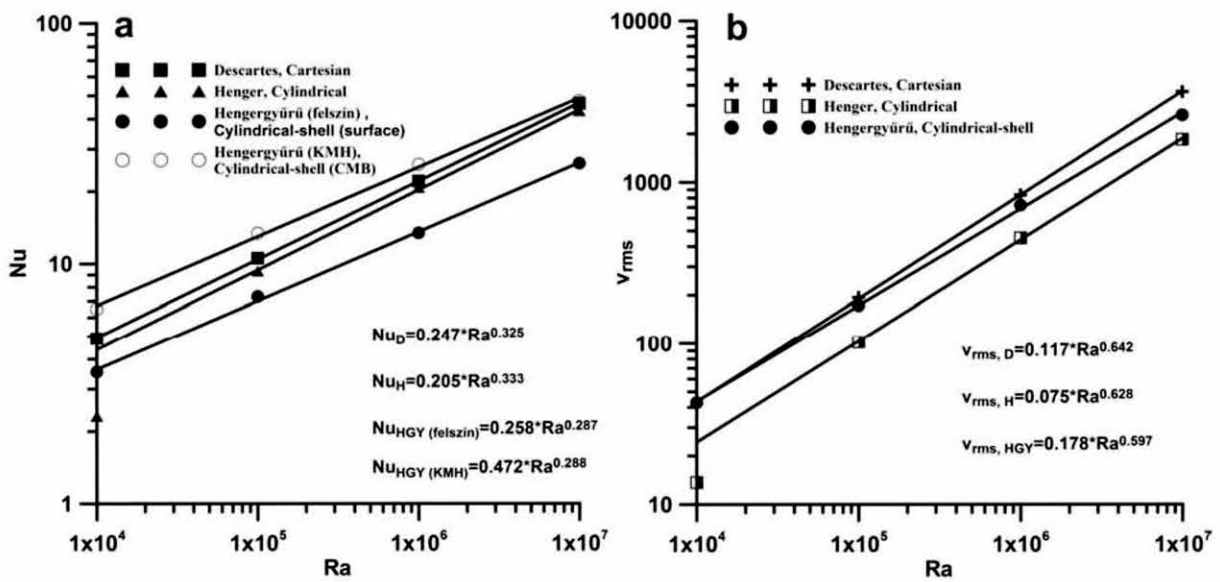 a
100
10
1
Nu
Descartes, Cartesian
Henger, Cylindrical
Hengergyűrű (felszín) ,
Cylindrical-shell (surface)
Hengergyűrű (KMH),
Cylindrical-shell (CMB)
Nu_D=0.247*Ra^0.325
Nu_H=0.205*Ra^0.333
Nu_HGY (felszín)=0.258*Ra^0.287
Nu_HGY (KMH)=0.472*Ra^0.288
1x10^4 1x10^5 1x10^6 1x10^7
Ra
b
10000
1000
100
10
v_rms
Descartes, Cartesian
Henger, Cylindrical
Hengergyűrű, Cylindrical-shell
v_rms, D=0.117*Ra^0.642
v_rms, H=0.075*Ra^0.628
v_rms, HGY=0.178*Ra^0.597
1x10^4 1x10^5 1x10^6 1x10^7
Ra